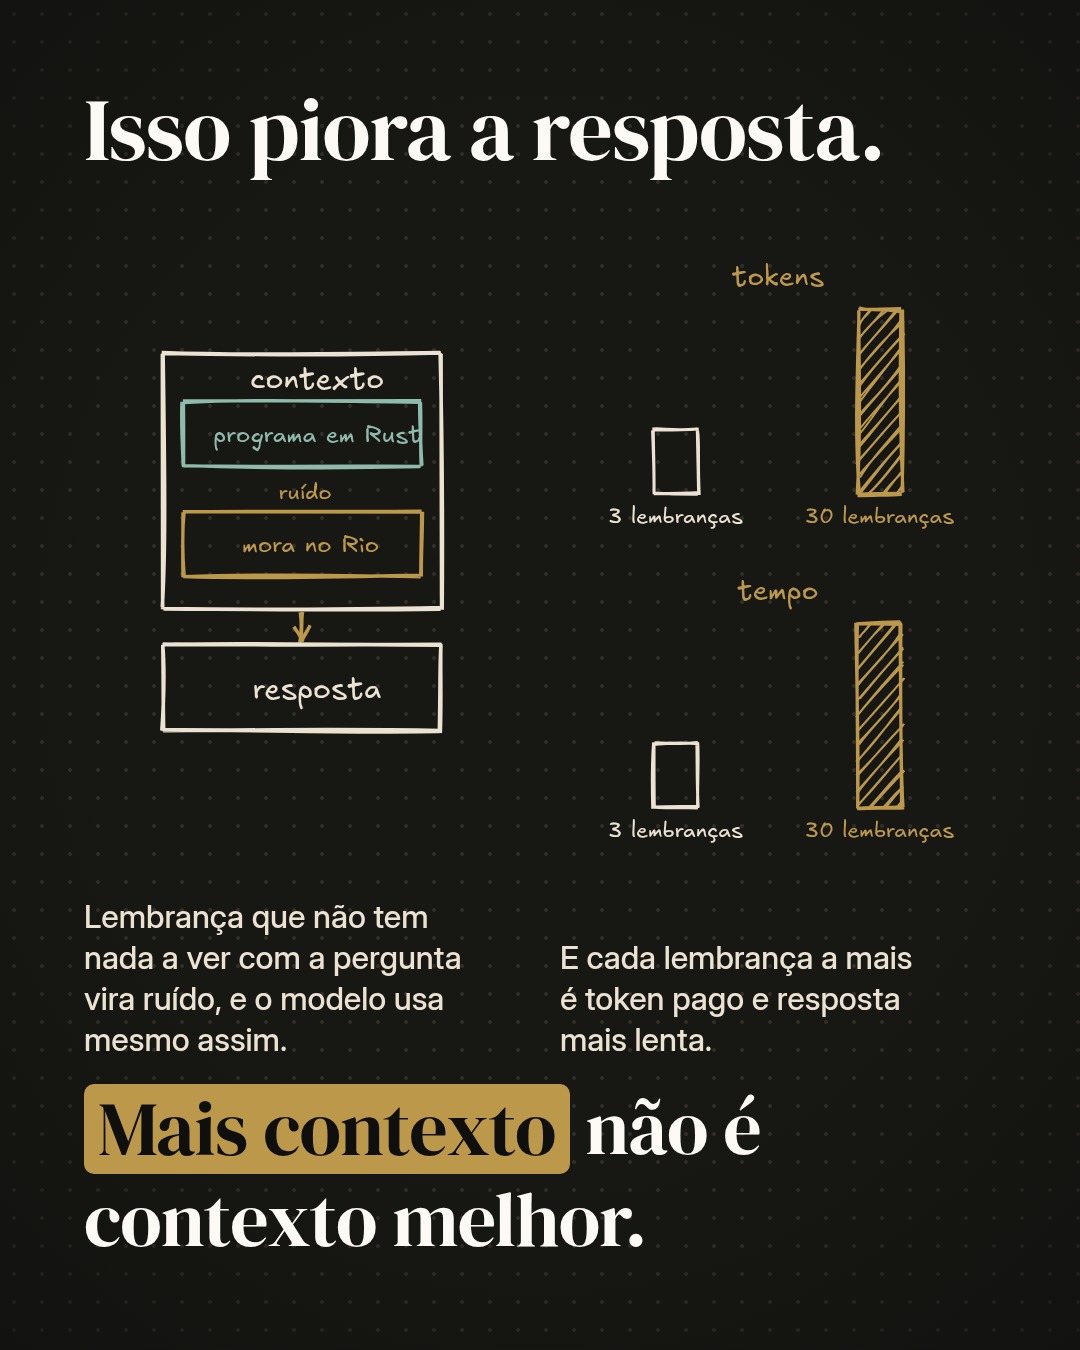 Isso piora a resposta.
contexto
programa em Rust
ruído
mora no Rio
resposta
tokens
3 lembranças
30 lembranças
tempo
3 lembranças
30 lembranças
Lembrança que não tem
nada a ver com a pergunta
vira ruído, e o modelo usa
mesmo assim.
E cada lembrança a mais
é token pago e resposta
mais lenta.
Mais contexto não é
contexto melhor.